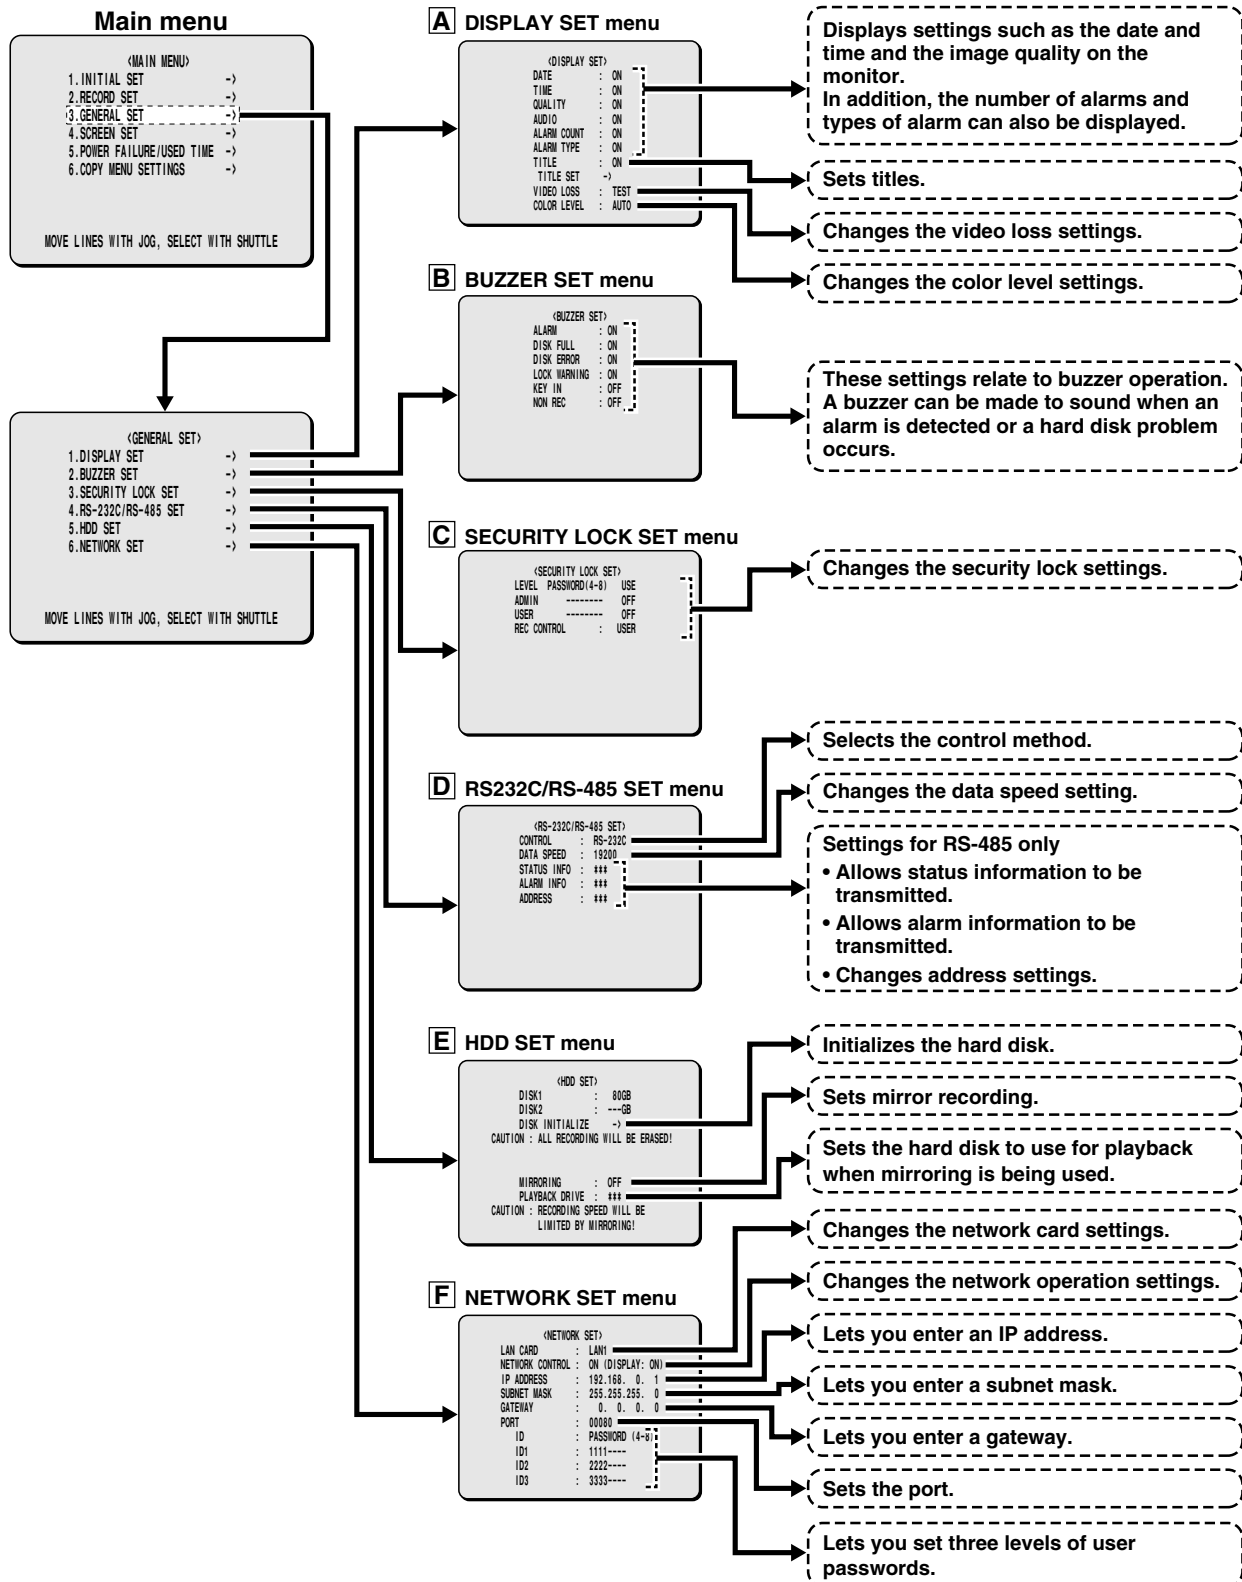 Main menu
<MAIN MENU>
1.INITIAL SET ->
2.RECORD SET ->
3.GENERAL SET ->
4.SCREEN SET ->
5.POWER FAILURE/USED TIME ->
6.COPY MENU SETTINGS ->
MOVE LINES WITH JOG, SELECT WITH SHUTTLE
<GENERAL SET>
1.DISPLAY SET ->
2.BUZZER SET ->
3.SECURITY LOCK SET ->
4.RS-232C/RS-485 SET ->
5.HDD SET ->
6.NETWORK SET ->
MOVE LINES WITH JOG, SELECT WITH SHUTTLE
A DISPLAY SET menu
<DISPLAY SET>
DATE : ON
TIME : ON
QUALITY : ON
AUDIO : ON
ALARM COUNT : ON
ALARM TYPE : ON
TITLE : ON
TITLE SET ->
VIDEO LOSS : TEST
COLOR LEVEL : AUTO
Displays settings such as the date and
time and the image quality on the
monitor.
In addition, the number of alarms and
types of alarm can also be displayed.
Sets titles.
Changes the video loss settings.
Changes the color level settings.
B BUZZER SET menu
<BUZZER SET>
ALARM : ON
DISK FULL : ON
DISK ERROR : ON
LOCK WARNING : ON
KEY IN : OFF
NON REC : OFF
These settings relate to buzzer operation.
A buzzer can be made to sound when an
alarm is detected or a hard disk problem
occurs.
C SECURITY LOCK SET menu
<SECURITY LOCK SET>
LEVEL PASSWORD(4-8) USE
ADMIN -------- OFF
USER -------- OFF
REC CONTROL : USER
Changes the security lock settings.
D RS232C/RS-485 SET menu
<RS-232C/RS-485 SET>
CONTROL : RS-232C
DATA SPEED : 19200
STATUS INFO : ***
ALARM INFO : ***
ADDRESS : ***
Selects the control method.
Changes the data speed setting.
Settings for RS-485 only
• Allows status information to be
transmitted.
• Allows alarm information to be
transmitted.
• Changes address settings.
E HDD SET menu
<HDD SET>
DISK1 : 80GB
DISK2 : ---GB
DISK INITIALIZE ->
CAUTION : ALL RECORDING WILL BE ERASED!
MIRRORING : OFF
PLAYBACK DRIVE : ***
CAUTION : RECORDING SPEED WILL BE
LIMITED BY MIRRORING!
Initializes the hard disk.
Sets mirror recording.
Sets the hard disk to use for playback
when mirroring is being used.
F NETWORK SET menu
<NETWORK SET>
LAN CARD : LAN1
NETWORK CONTROL : ON (DISPLAY: ON)
IP ADDRESS : 192.168. 0. 1
SUBNET MASK : 255.255.255. 0
GATEWAY : 0. 0. 0. 0
PORT : 00080
ID : PASSWORD (4-8)
ID1 : 1111----
ID2 : 2222----
ID3 : 3333----
Changes the network card settings.
Changes the network operation settings.
Lets you enter an IP address.
Lets you enter a subnet mask.
Lets you enter a gateway.
Sets the port.
Lets you set three levels of user
passwords.